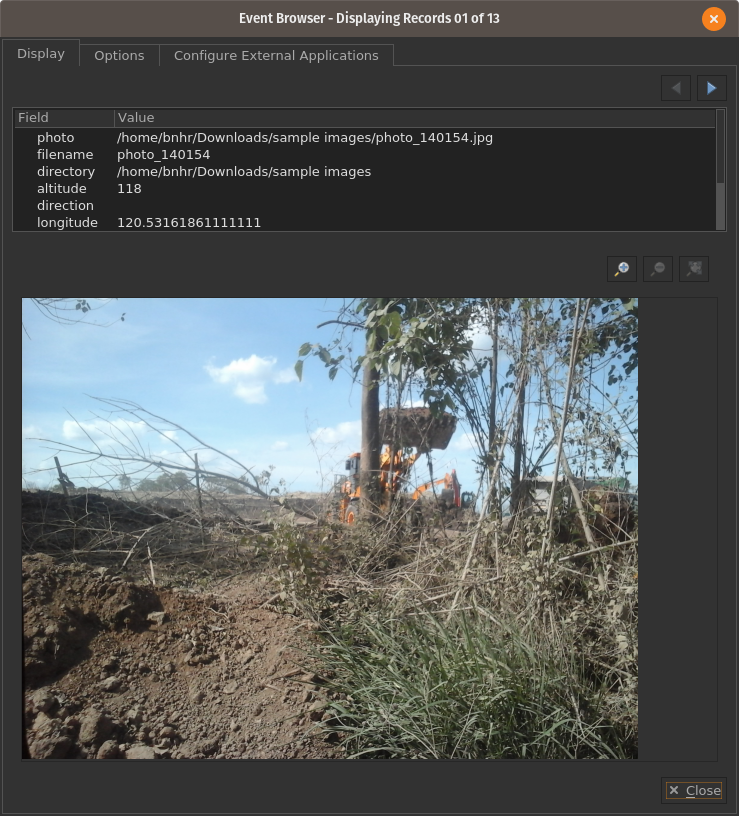 Event Browser - Displaying Records 01 of 13
Display Options Configure External Applications
Field Value
photo /home/bnhr/Downloads/sample images/photo_140154.jpg
filename photo_140154
directory /home/bnhr/Downloads/sample images
altitude 118
direction
longitude 120.53161861111111
Close